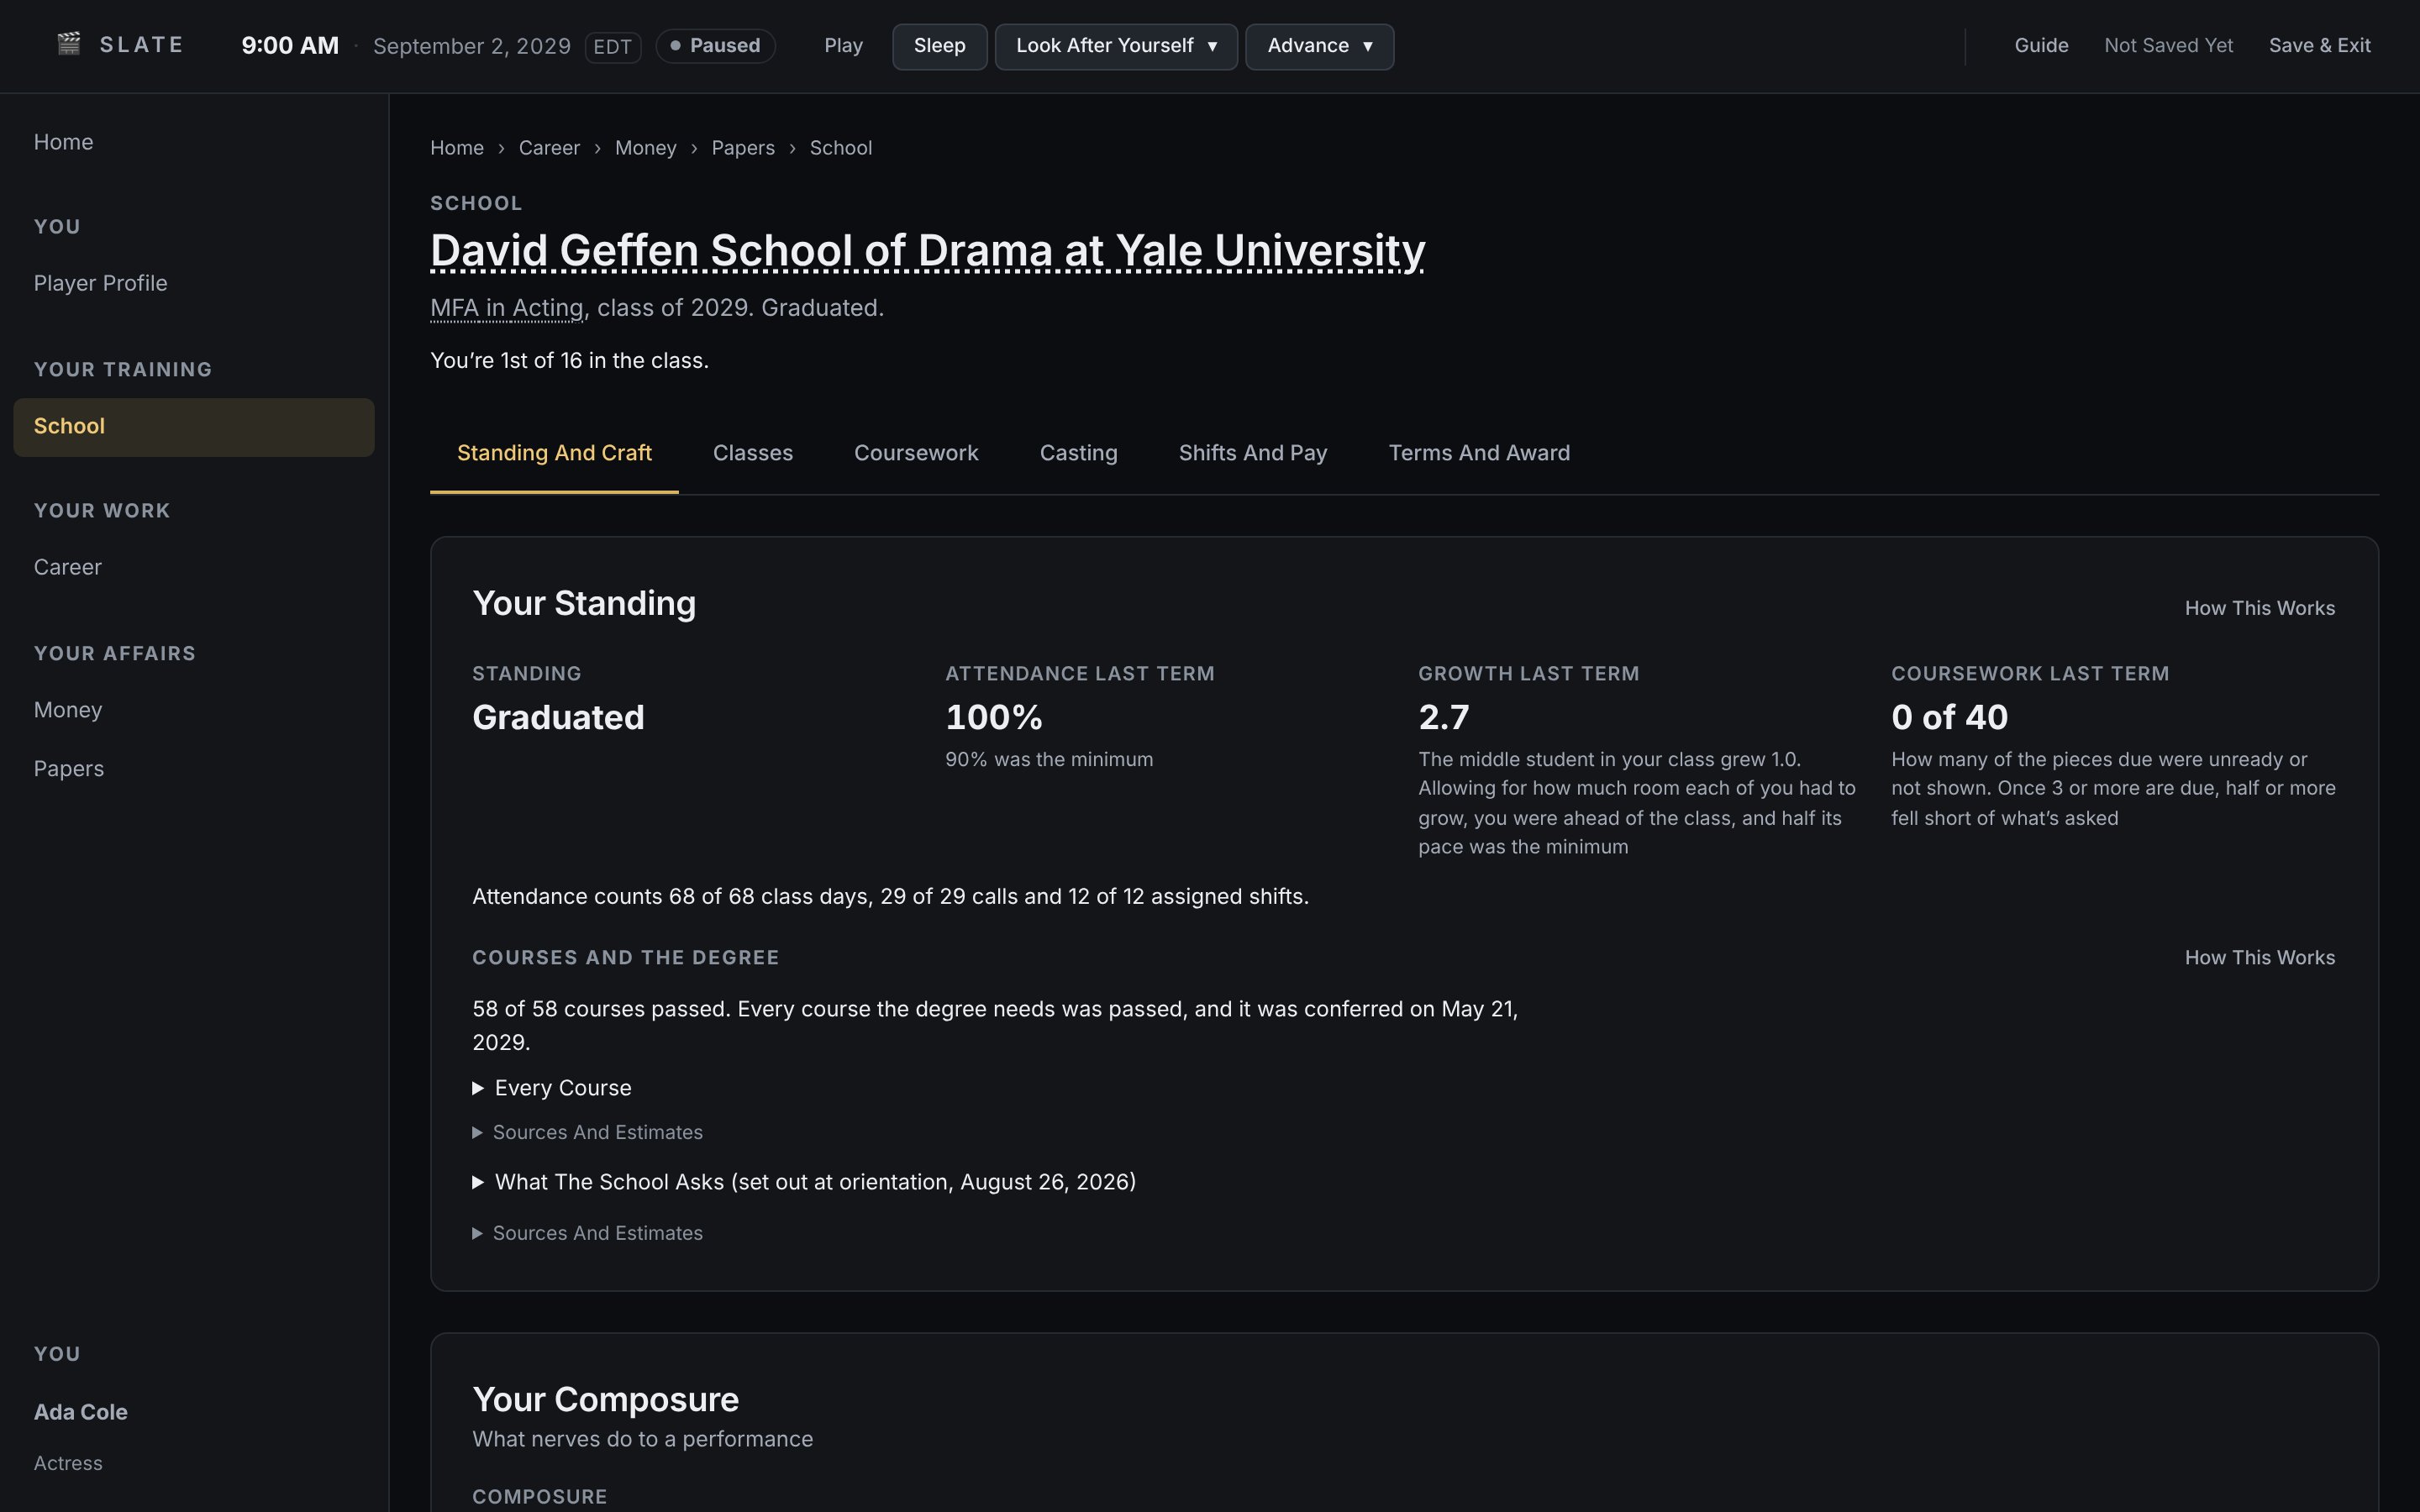 SLATE
9:00 AM · September 2, 2029 EDT Paused Play Sleep Look After Yourself ▼ Advance ▼ Guide Not Saved Yet Save & Exit
Home
YOU
Player Profile
YOUR TRAINING
School
YOUR WORK
Career
YOUR AFFAIRS
Money
Papers
YOU
Ada Cole
Actress
Home › Career › Money › Papers › School
SCHOOL
David Geffen School of Drama at Yale University
MFA in Acting, class of 2029. Graduated.
You’re 1st of 16 in the class.
Standing And Craft Classes Coursework Casting Shifts And Pay Terms And Award
Your Standing
How This Works
STANDING
Graduated
ATTENDANCE LAST TERM
100%
90% was the minimum
GROWTH LAST TERM
2.7
The middle student in your class grew 1.0.
Allowing for how much room each of you had to
grow, you were ahead of the class, and half its
pace was the minimum
COURSEWORK LAST TERM
0 of 40
How many of the pieces due were unready or
not shown. Once 3 or more are due, half or more
fell short of what’s asked
Attendance counts 68 of 68 class days, 29 of 29 calls and 12 of 12 assigned shifts.
COURSES AND THE DEGREE
How This Works
58 of 58 courses passed. Every course the degree needs was passed, and it was conferred on May 21,
2029.
▶ Every Course
▶ Sources And Estimates
▶ What The School Asks (set out at orientation, August 26, 2026)
▶ Sources And Estimates
Your Composure
What nerves do to a performance
COMPOSURE